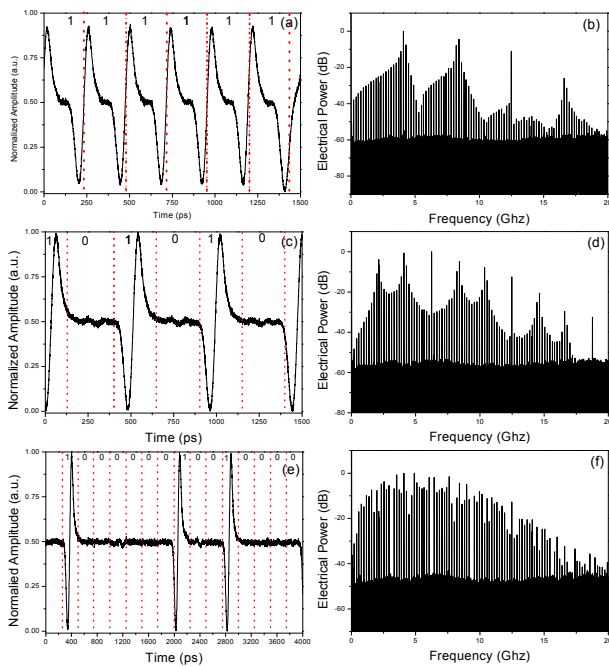 Normalized Amplitude (a.u.)
1.00
0.75
0.50
0.25
0.00
1 1 1 1 1 1 (a)
0 250 500 750 1000 1250 1500
Time (ps)
Electrical Power (dB)
0
-20
-40
-60
-80
(b)
0 5 10 15 20
Frequency (Ghz)
Normalized Amplitude (a.u.)
1.00
0.75
0.50
0.25
0.00
1 0 1 0 1 0 (c)
0 250 500 750 1000 1250 1500
Time (ps)
Electrical Power (dB)
0
-20
-40
-60
-80
(d)
0 5 10 15 20
Frequency (Ghz)
Normalied Amplitude (a.u.)
1.00
0.75
0.50
0.25
0.00
(e)
1 0 0 0 0 0 0 1 0 0 1 0 0 0 0
0 400 800 1200 1600 2000 2400 2800 3200 3600 4000
Time (ps)
Electrical Power (dB)
0
-20
-40
-60
(f)
0 5 10 15 20
Frequency (Ghz)